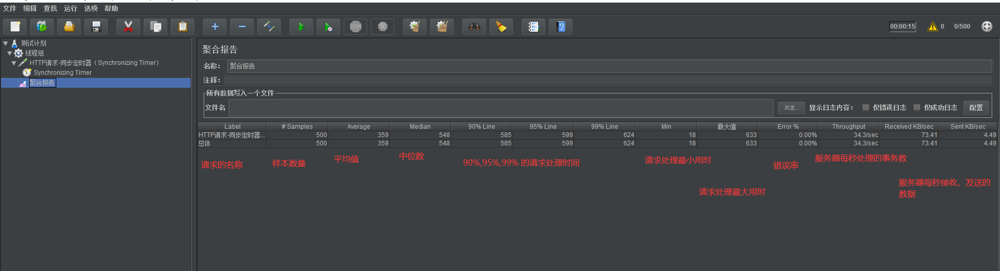 文件 编辑 查找 运行 选项 帮助
STOP
00:00:15 0 0/500
测试计划
线程组
HTTP请求-同步定时器（Synchronizing Timer）
Synchronizing Timer
聚合报告
聚合报告
名称： 聚合报告
注释：
所有数据写入一个文件
文件名 浏览... 显示日志内容： 仅错误日志 仅成功日志 配置
Label # Samples Average Median 90% Line 95% Line 99% Line Min 最大值 Error % Throughput Received KB/sec Sent KB/sec
HTTP请求-同步定时器... 500 359 548 585 599 624 18 633 0.00% 34.3/sec 73.41 4.49
总体 500 359 548 585 599 624 18 633 0.00% 34.3/sec 73.41 4.49
请求的名称
样本数量
平均值
中位数
90%,95%,99% 的请求处理时间
请求处理最小用时
请求处理最大用时
错误率
服务器每秒处理的事务数
服务器每秒接收、发送的
数据